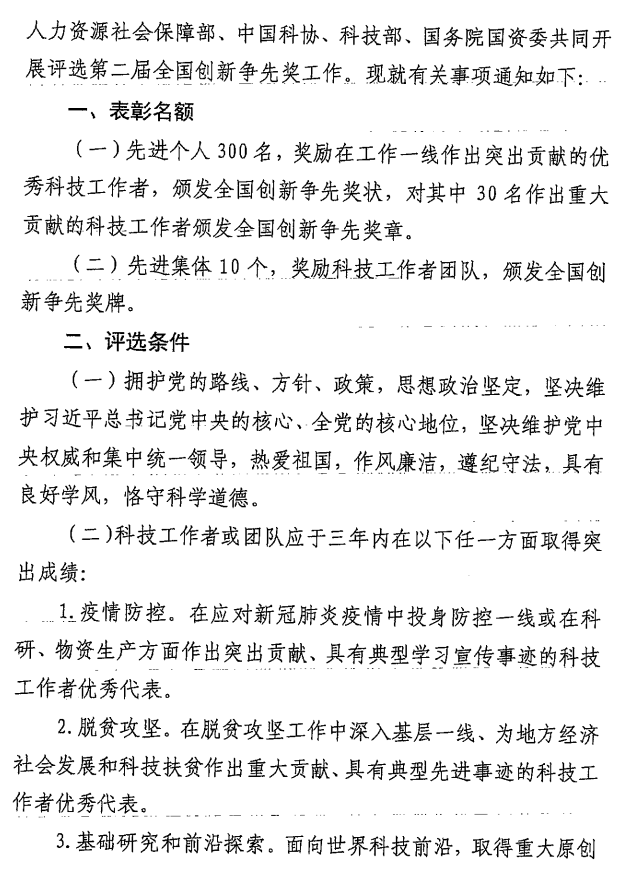 人力资源社会保障部、中国科协、科技部、国务院国资委共同开
展评选第二届全国创新争先奖工作。现就有关事项通知如下：
一、表彰名额
（一）先进个人300名，奖励在工作一线作出突出贡献的优
秀科技工作者，颁发全国创新争先奖状，对其中30名作出重大
贡献的科技工作者颁发全国创新争先奖章。
（二）先进集体10个，奖励科技工作者团队，颁发全国创
新争先奖牌。
二、评选条件
（一）拥护党的路线、方针、政策，思想政治坚定，坚决维
护习近平总书记党中央的核心、全党的核心地位，坚决维护党中
央权威和集中统一领导，热爱祖国，作风廉洁，遵纪守法，具有
良好学风，恪守科学道德。
（二）科技工作者或团队应于三年内在以下任一方面取得突
出成绩：
1.疫情防控。在应对新冠肺炎疫情中投身防控一线或在科
研、物资生产方面作出突出贡献、具有典型学习宣传事迹的科技
工作者优秀代表。
2.脱贫攻坚。在脱贫攻坚工作中深入基层一线、为地方经济
社会发展和科技扶贫作出重大贡献、具有典型先进事迹的科技工
作者优秀代表。
3.基础研究和前沿探索。面向世界科技前沿，取得重大原创